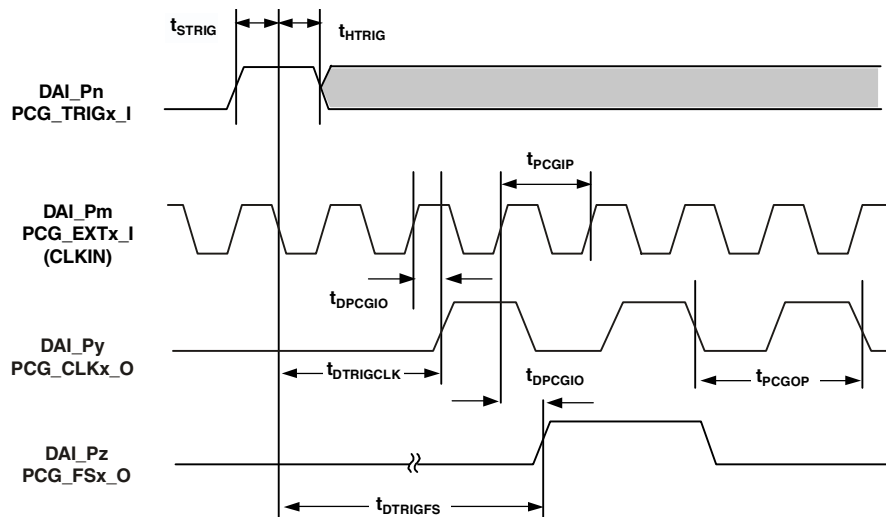 tSTRIG
tHTRIG
DAI_Pn
PCG_TRIGx_I
tPCGIP
DAI_Pm
PCG_EXTx_I
(CLKIN)
tDPCGIO
DAI_Py
PCG_CLKx_O
tDTRIGCLK
tDPCGIO
tPCGOP
DAI_Pz
PCG_FSx_O
tDTRIGFS